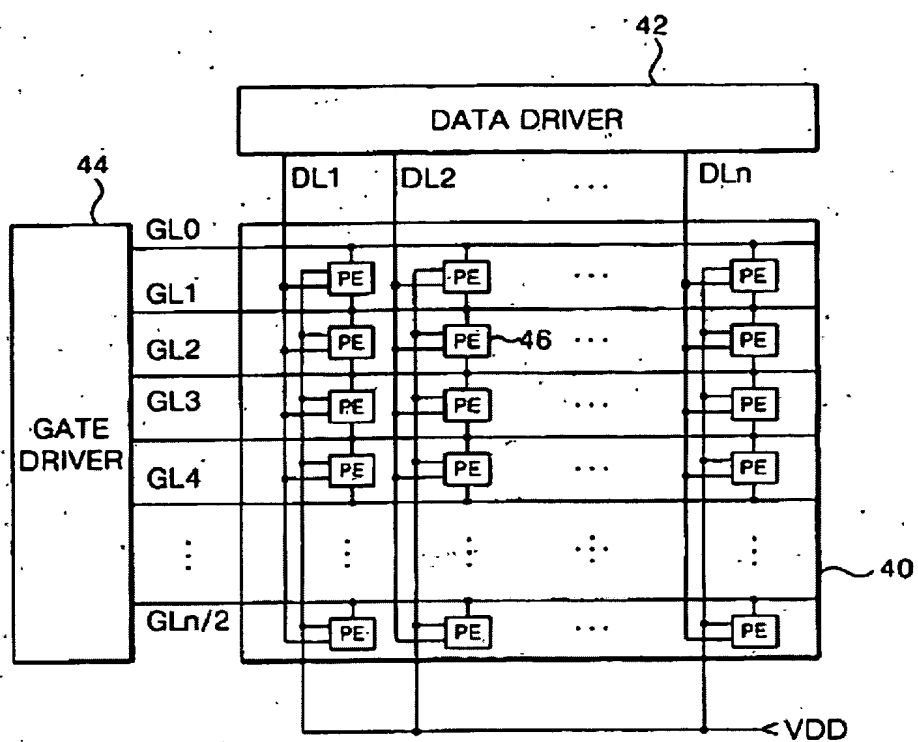 42
DATA DRIVER
44
DL1 DL2 ... DLn
GL0
PE PE ... PE
GL1
PE PE 46 ... PE
GL2
GL3
PE PE ... PE
GATE
DRIVER
GL4
PE PE ... PE
40
GLn/2
PE PE ... PE
VDD